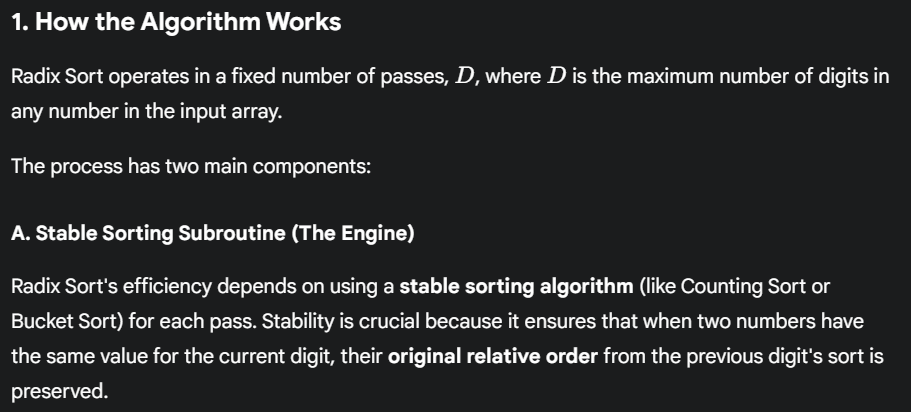 1. How the Algorithm Works
Radix Sort operates in a fixed number of passes, D, where D is the maximum number of digits in
any number in the input array.
The process has two main components:
A. Stable Sorting Subroutine (The Engine)
Radix Sort's efficiency depends on using a stable sorting algorithm (like Counting Sort or
Bucket Sort) for each pass. Stability is crucial because it ensures that when two numbers have
the same value for the current digit, their original relative order from the previous digit's sort is
preserved.